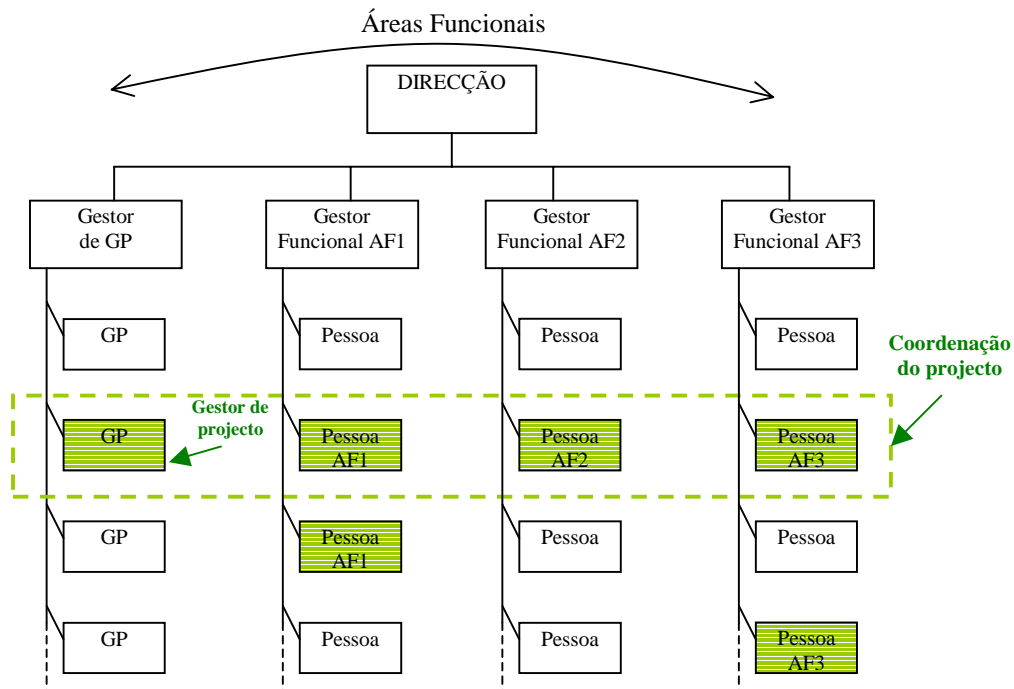 Áreas Funcionais
DIRECÇÃO
Gestor
de GP
Gestor
Funcional AF1
Gestor
Funcional AF2
Gestor
Funcional AF3
GP
Pessoa
Pessoa
Pessoa
Coordenação
do projecto
GP
Gestor de
projecto
Pessoa
AF1
Pessoa
AF2
Pessoa
AF3
GP
Pessoa
AF1
Pessoa
Pessoa
GP
Pessoa
Pessoa
Pessoa
AF3